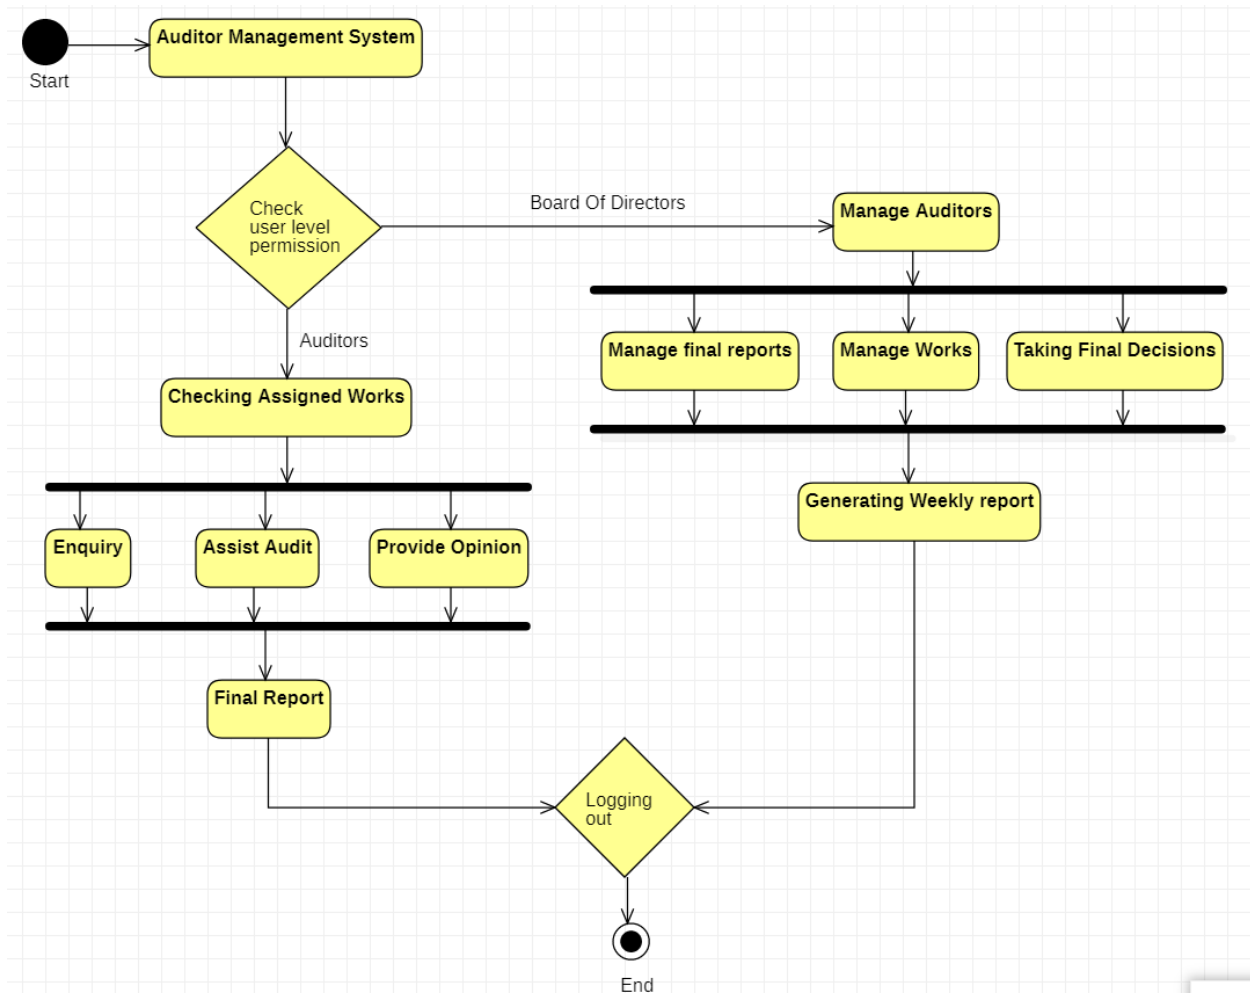 Auditor Management System
Start
Check
user level
permission
Board Of Directors
Manage Auditors
Auditors
Manage final reports
Manage Works
Taking Final Decisions
Checking Assigned Works
Generating Weekly report
Enquiry
Assist Audit
Provide Opinion
Final Report
Logging
out
End